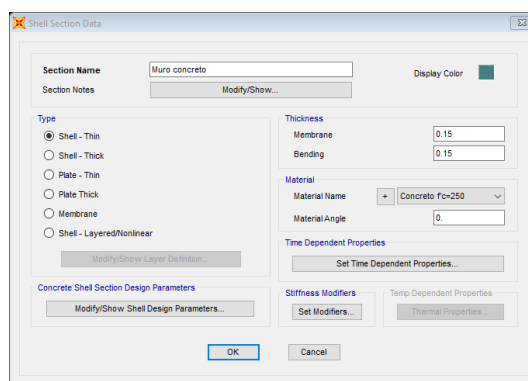 Shell Section Data
Section Name
Muro concreto
Display Color
Section Notes
Modify/Show...
Type
Shell - Thin
Shell - Thick
Plate - Thin
Plate Thick
Membrane
Shell - Layered/Nonlinear
Modify/Show Layer Definition...
Concrete Shell Section Design Parameters
Modify/Show Shell Design Parameters...
Thickness
Membrane
0.15
Bending
0.15
Material
Material Name
+
Concreto f'c=250
Material Angle
0.
Time Dependent Properties
Set Time Dependent Properties...
Stiffness Modifiers
Set Modifiers...
Temp Dependent Properties
Thermal Properties...
OK
Cancel